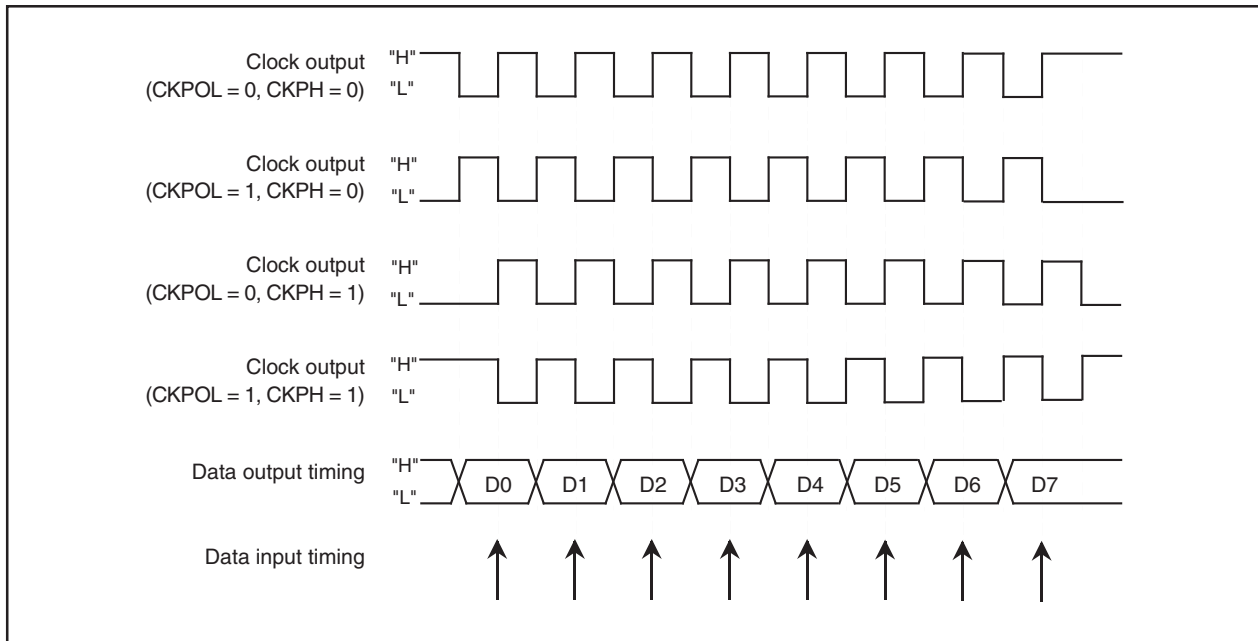 Clock output
(CKPOL = 0, CKPH = 0)
"H"
"L"
Clock output
(CKPOL = 1, CKPH = 0)
"H"
"L"
Clock output
(CKPOL = 0, CKPH = 1)
"H"
"L"
Clock output
(CKPOL = 1, CKPH = 1)
"H"
"L"
Data output timing
"H"
"L"
D0 D1 D2 D3 D4 D5 D6 D7
Data input timing